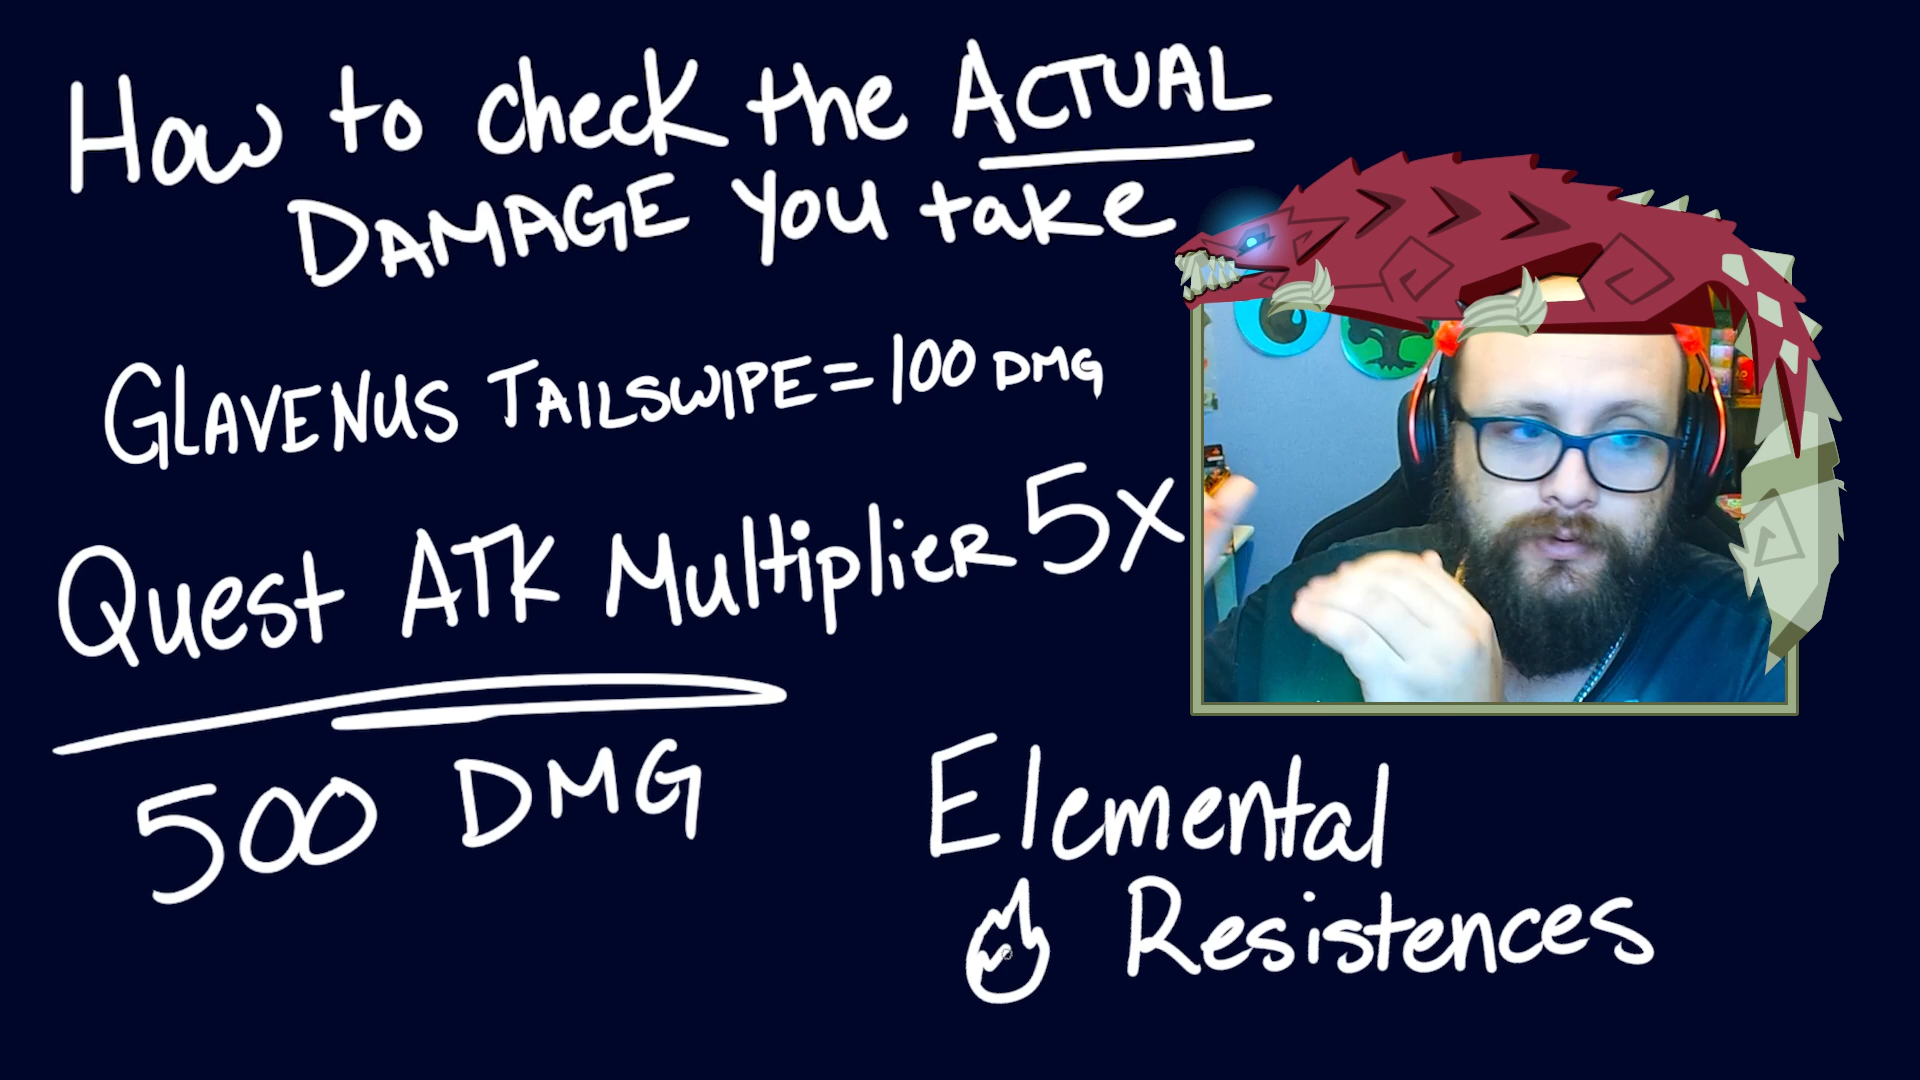 How to check the ACTUAL
DAMAGE you take
GLAVENUS TAILSWIPE = 100 DMG
Quest ATK Multiplier 5x
500 DMG
Elemental
Resistences